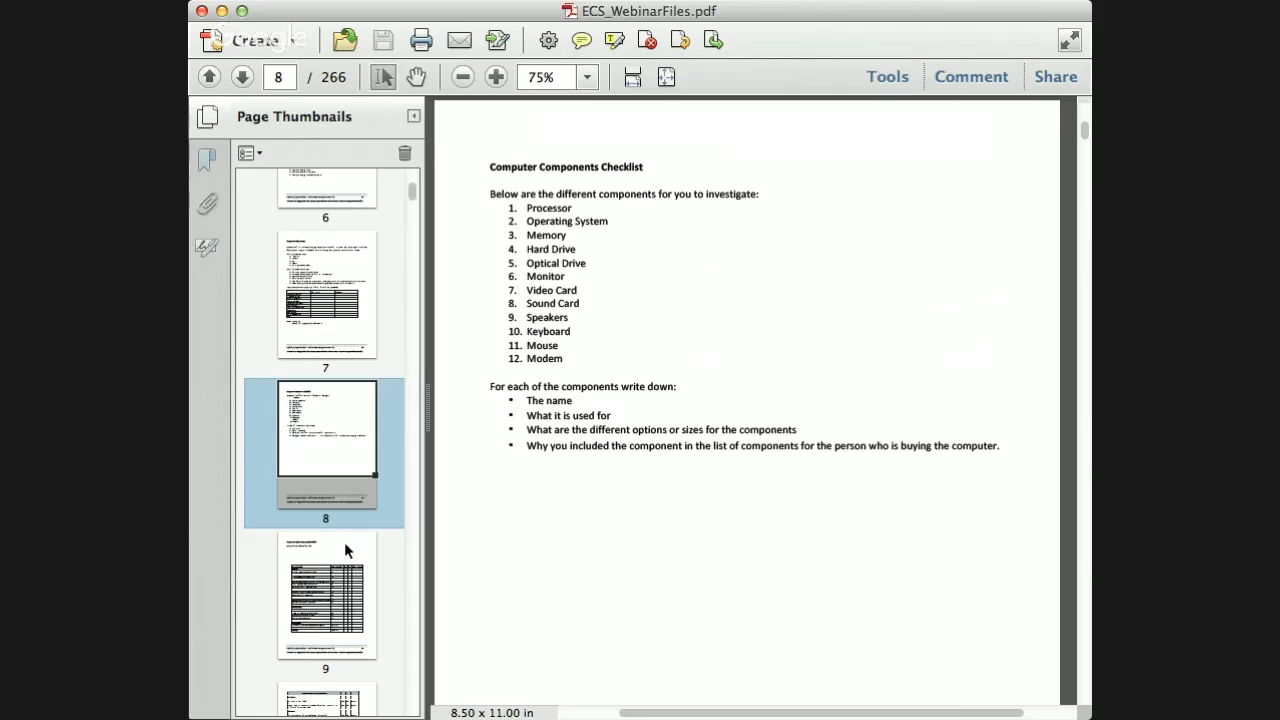 ECS_WebinarFiles.pdf
Create
8 / 266
75%
Tools
Comment
Share
Page Thumbnails
6
7
8
9
Computer Components Checklist
Below are the different components for you to investigate:
1. Processor
2. Operating System
3. Memory
4. Hard Drive
5. Optical Drive
6. Monitor
7. Video Card
8. Sound Card
9. Speakers
10. Keyboard
11. Mouse
12. Modem
For each of the components write down:
• The name
• What it is used for
• What are the different options or sizes for the components
• Why you included the component in the list of components for the person who is buying the computer.
8.50 x 11.00 in